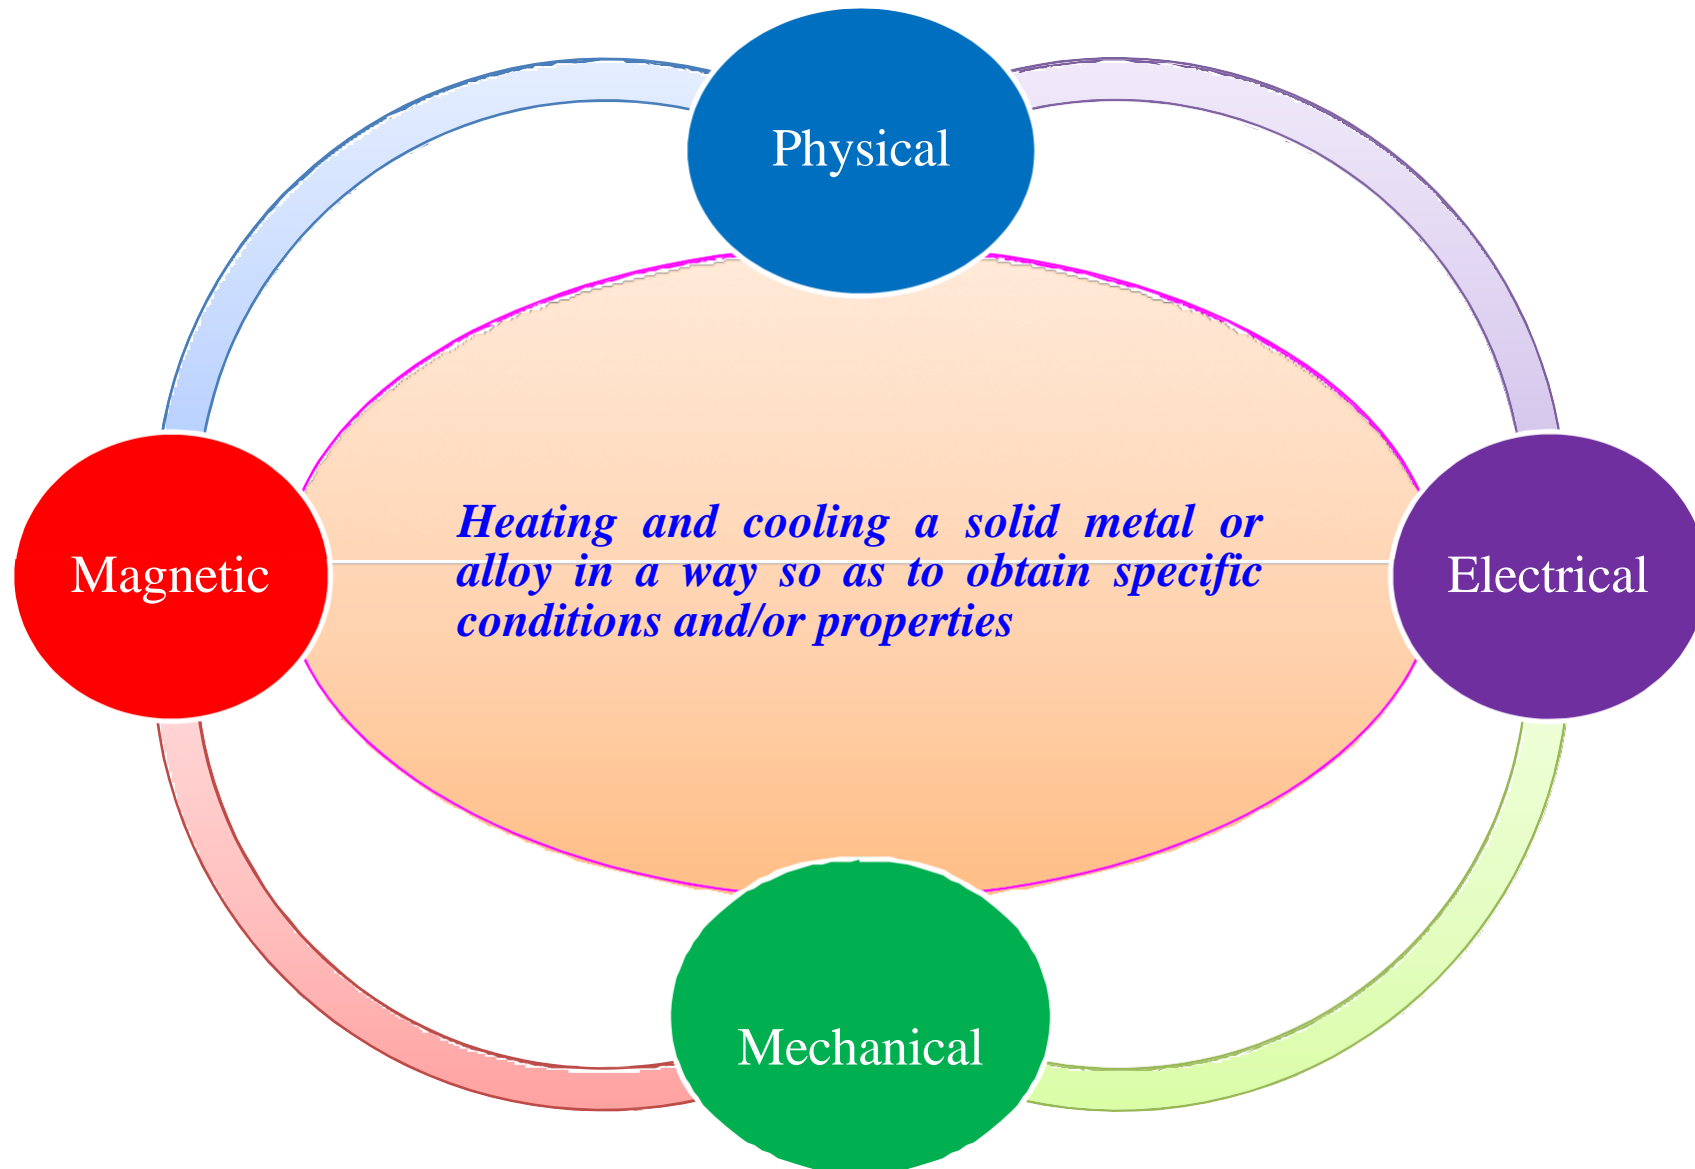 Physical
Heating and cooling a solid metal or
alloy in a way so as to obtain specific
conditions and/or properties
Magnetic
Electrical
Mechanical